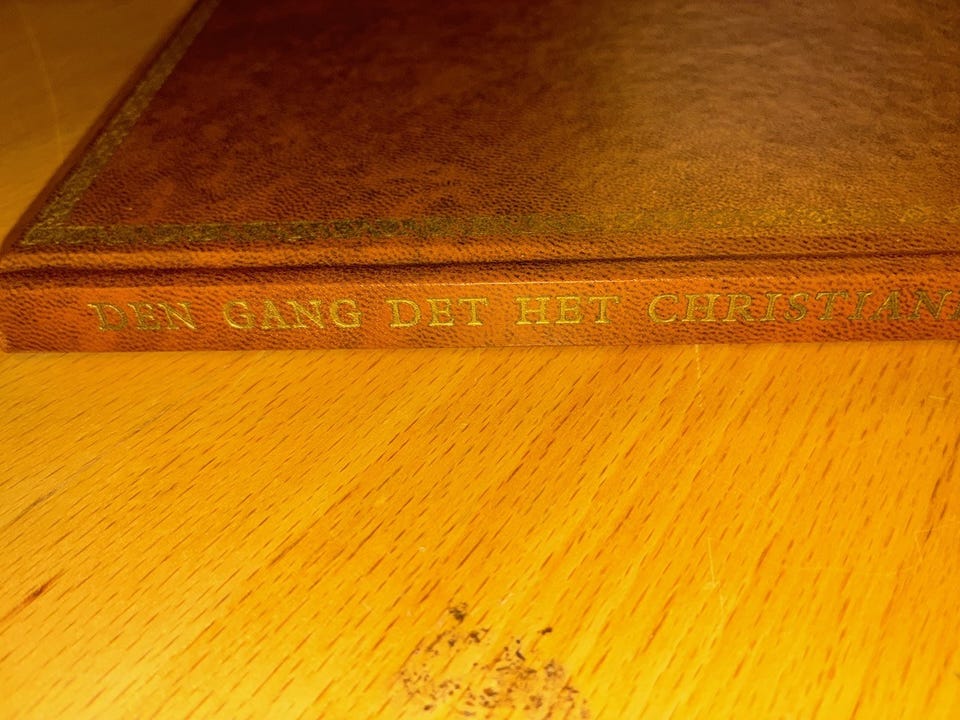 DEN GANG DET HET CHRISTIAN